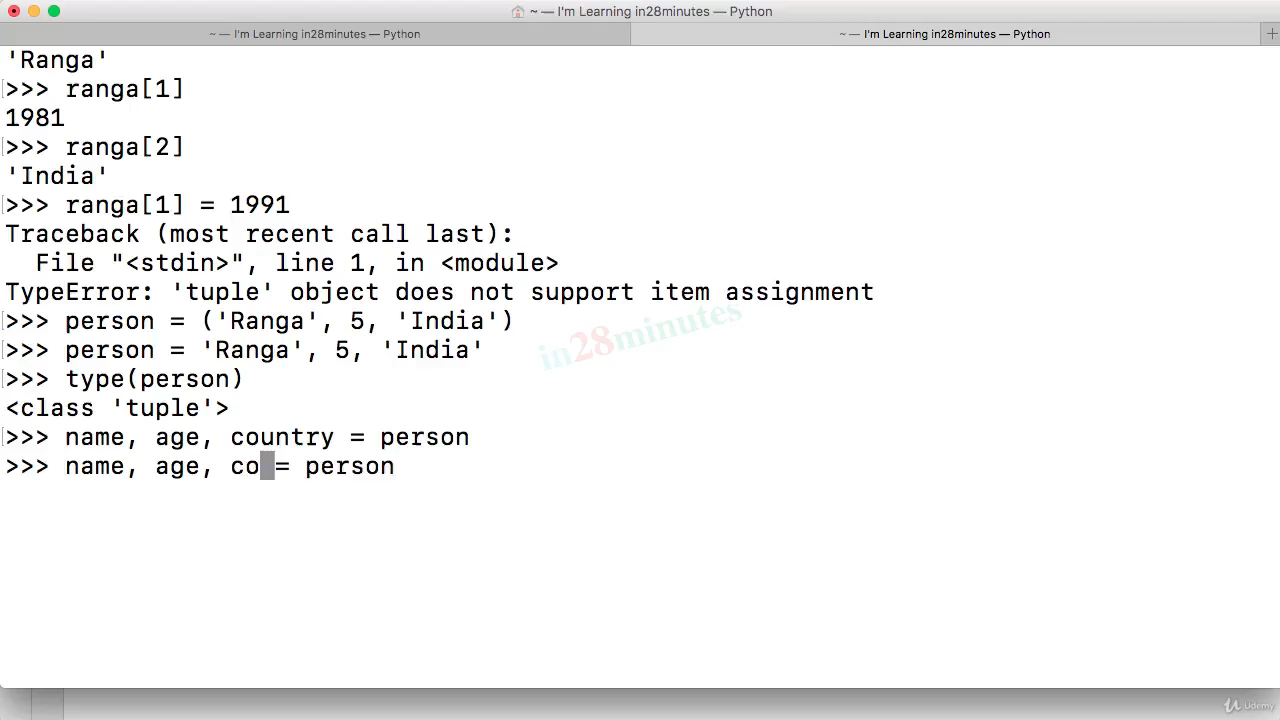 ~ — I'm Learning in28minutes — Python
~ — I'm Learning in28minutes — Python
~ — I'm Learning in28minutes — Python
'Ranga'
>>> ranga[1]
1981
>>> ranga[2]
'India'
>>> ranga[1] = 1991
Traceback (most recent call last):
  File "<stdin>", line 1, in <module>
TypeError: 'tuple' object does not support item assignment
>>> person = ('Ranga', 5, 'India')
>>> person = 'Ranga', 5, 'India'
>>> type(person)
<class 'tuple'>
>>> name, age, country = person
>>> name, age, co = person
in28minutes
Udemy